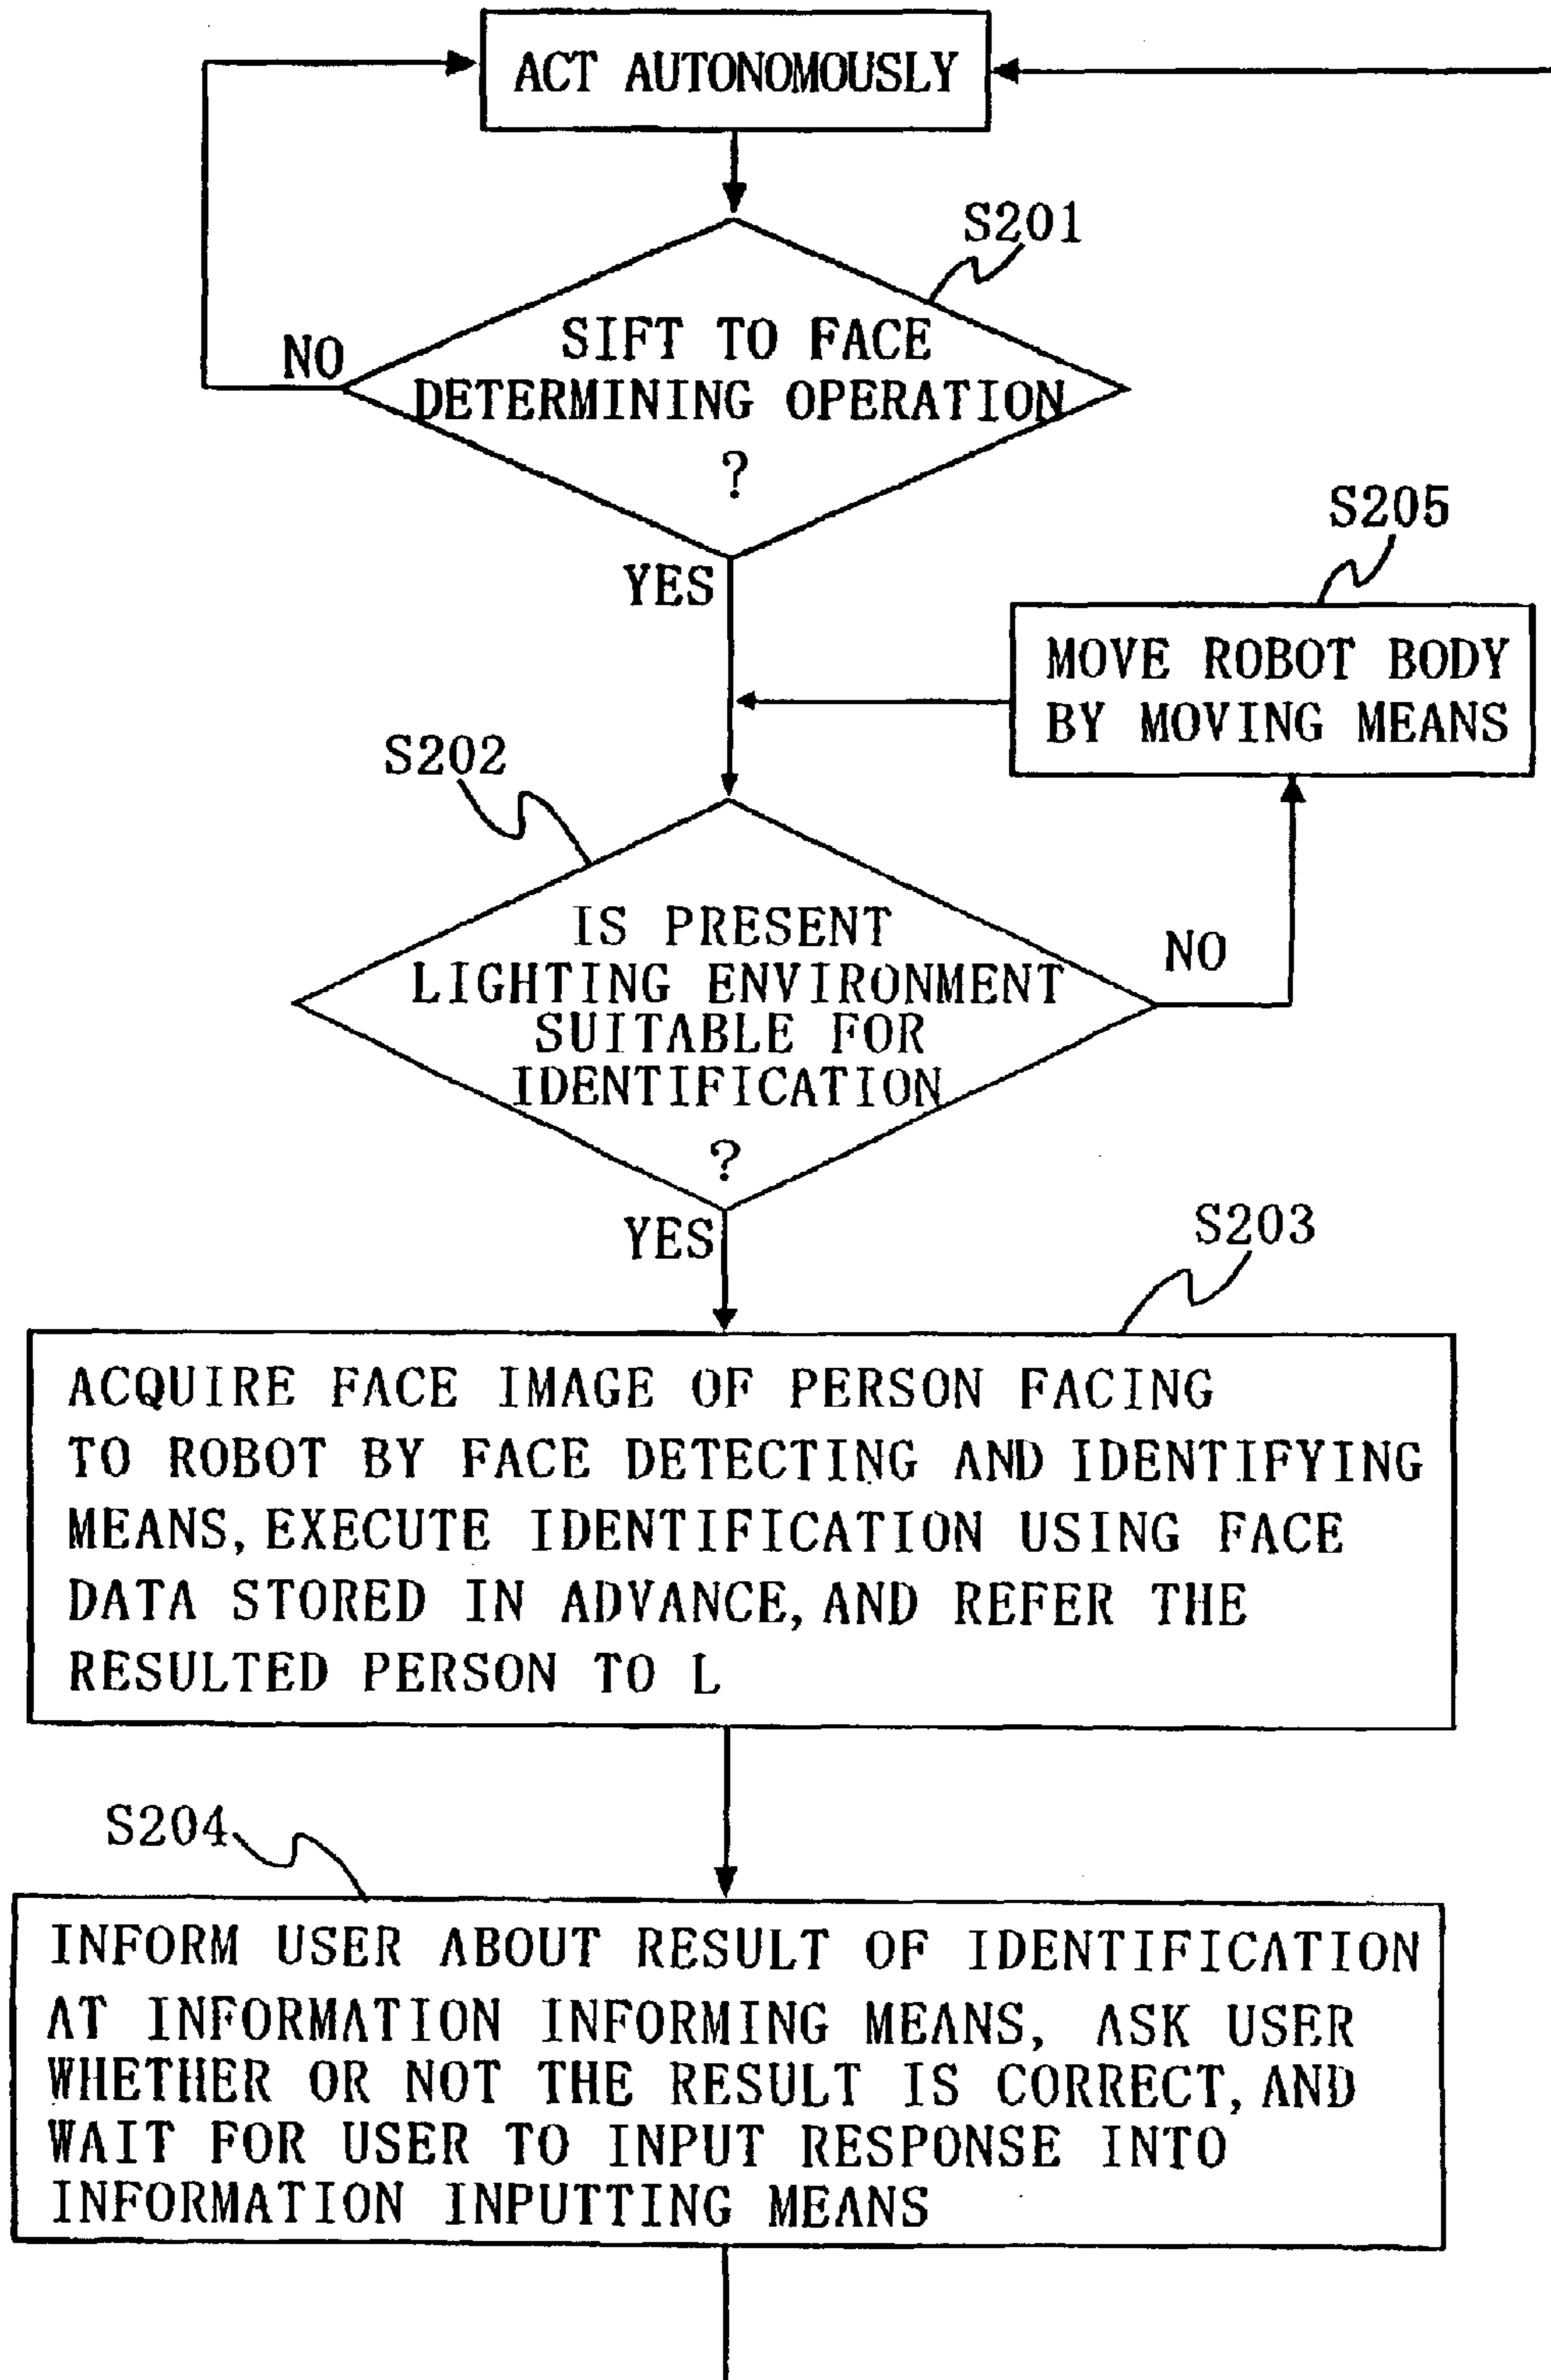 ACT AUTONOMOUSLY
S201
SIFT TO FACE
DETERMINING OPERATION
?
NO
YES
S205
MOVE ROBOT BODY
BY MOVING MEANS
S202
IS PRESENT
LIGHTING ENVIRONMENT
SUITABLE FOR
IDENTIFICATION
?
NO
YES
S203
ACQUIRE FACE IMAGE OF PERSON FACING
TO ROBOT BY FACE DETECTING AND IDENTIFYING
MEANS, EXECUTE IDENTIFICATION USING FACE
DATA STORED IN ADVANCE, AND REFER THE
RESULTED PERSON TO L
S204
INFORM USER ABOUT RESULT OF IDENTIFICATION
AT INFORMATION INFORMING MEANS, ASK USER
WHETHER OR NOT THE RESULT IS CORRECT, AND
WAIT FOR USER TO INPUT RESPONSE INTO
INFORMATION INPUTTING MEANS